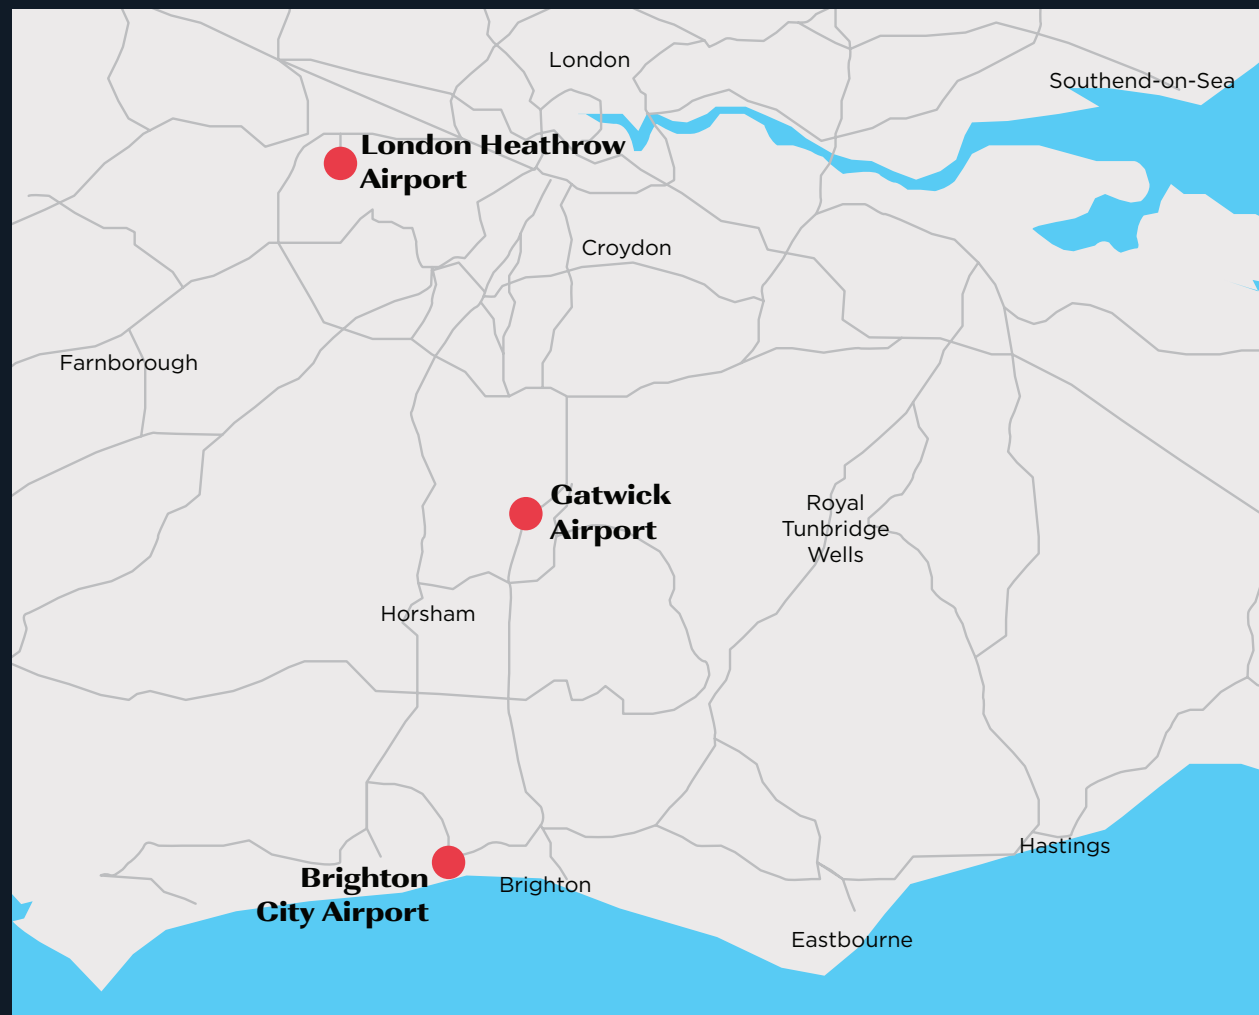 London
Southend-on-Sea
London Heathrow
Airport
Croydon
Farnborough
Gatwick
Airport
Royal
Tunbridge
Wells
Horsham
Hastings
Brighton
City Airport
Brighton
Eastbourne